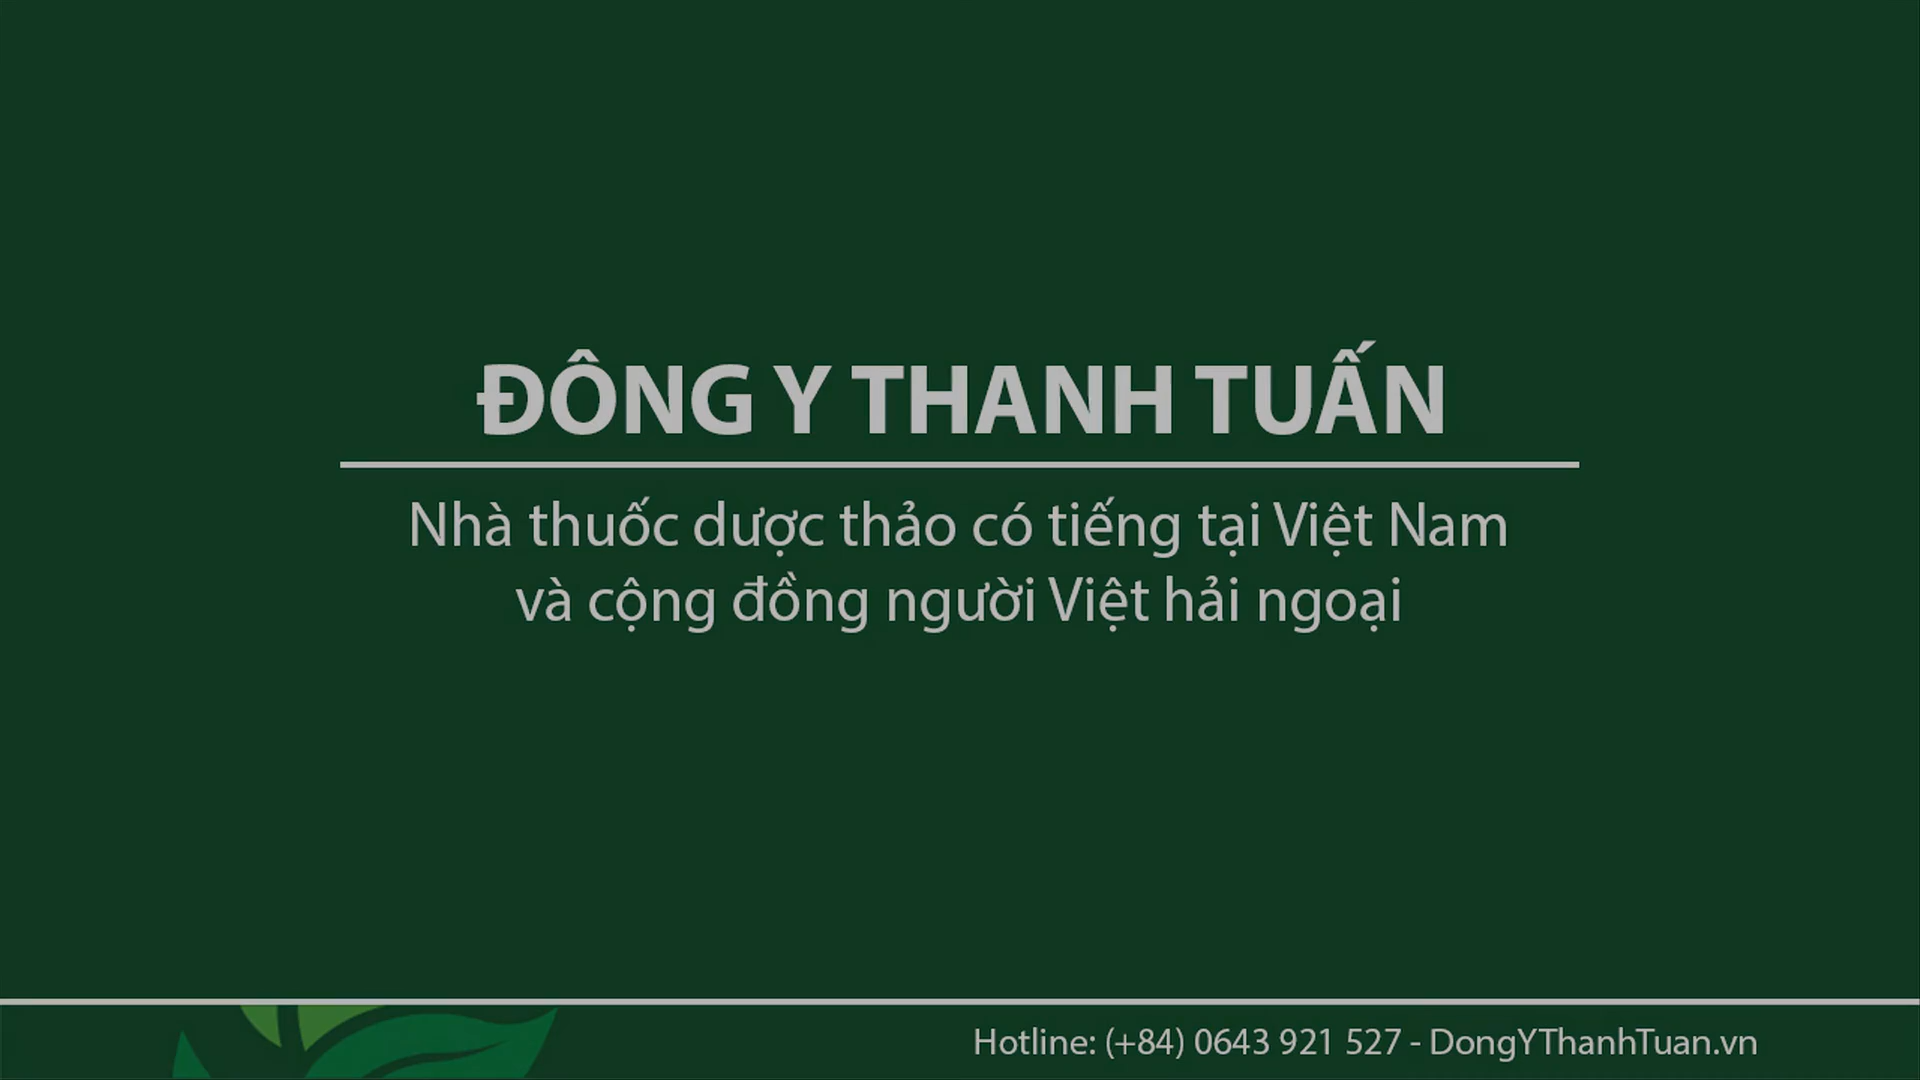 ĐÔNG Y THANH TUẤN
Nhà thuốc dược thảo có tiếng tại Việt Nam
và cộng đồng người Việt hải ngoại
Hotline: (+84) 0643 921 527 - DongYThanhTuan.vn